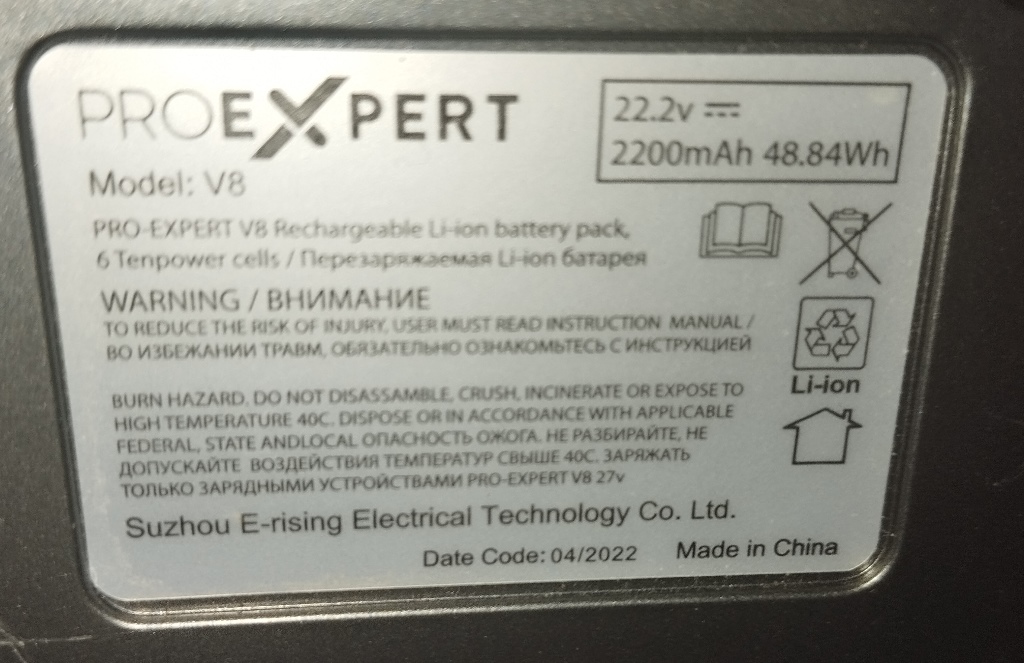 PROEXPERT
22.2v
2200mAh 48.84Wh
Model: V8
PRO-EXPERT V8 Rechargeable Li-ion battery pack,
6 Tenpower cells / Перезаряжаемая Li-ion батарея
WARNING / ВНИМАНИЕ
TO REDUCE THE RISK OF INJURY, USER MUST READ INSTRUCTION MANUAL /
ВО ИЗБЕЖАНИИ ТРАВМ, ОБЯЗАТЕЛЬНО ОЗНАКОМЬТЕСЬ С ИНСТРУКЦИЕЙ
Li-ion
BURN HAZARD. DO NOT DISASSAMBLE, CRUSH, INCINERATE OR EXPOSE TO
HIGH TEMPERATURE 40C. DISPOSE OR IN ACCORDANCE WITH APPLICABLE
FEDERAL, STATE ANDLOCAL ОПАСНОСТЬ ОЖОГА. НЕ РАЗБИРАЙТЕ, НЕ
ДОПУСКАЙТЕ ВОЗДЕЙСТВИЯ ТЕМПЕРАТУР СВЫШЕ 40С. ЗАРЯЖАТЬ
ТОЛЬКО ЗАРЯДНЫМИ УСТРОЙСТВАМИ PRO-EXPERT V8 27v
Suzhou E-rising Electrical Technology Co. Ltd.
Date Code: 04/2022 Made in China